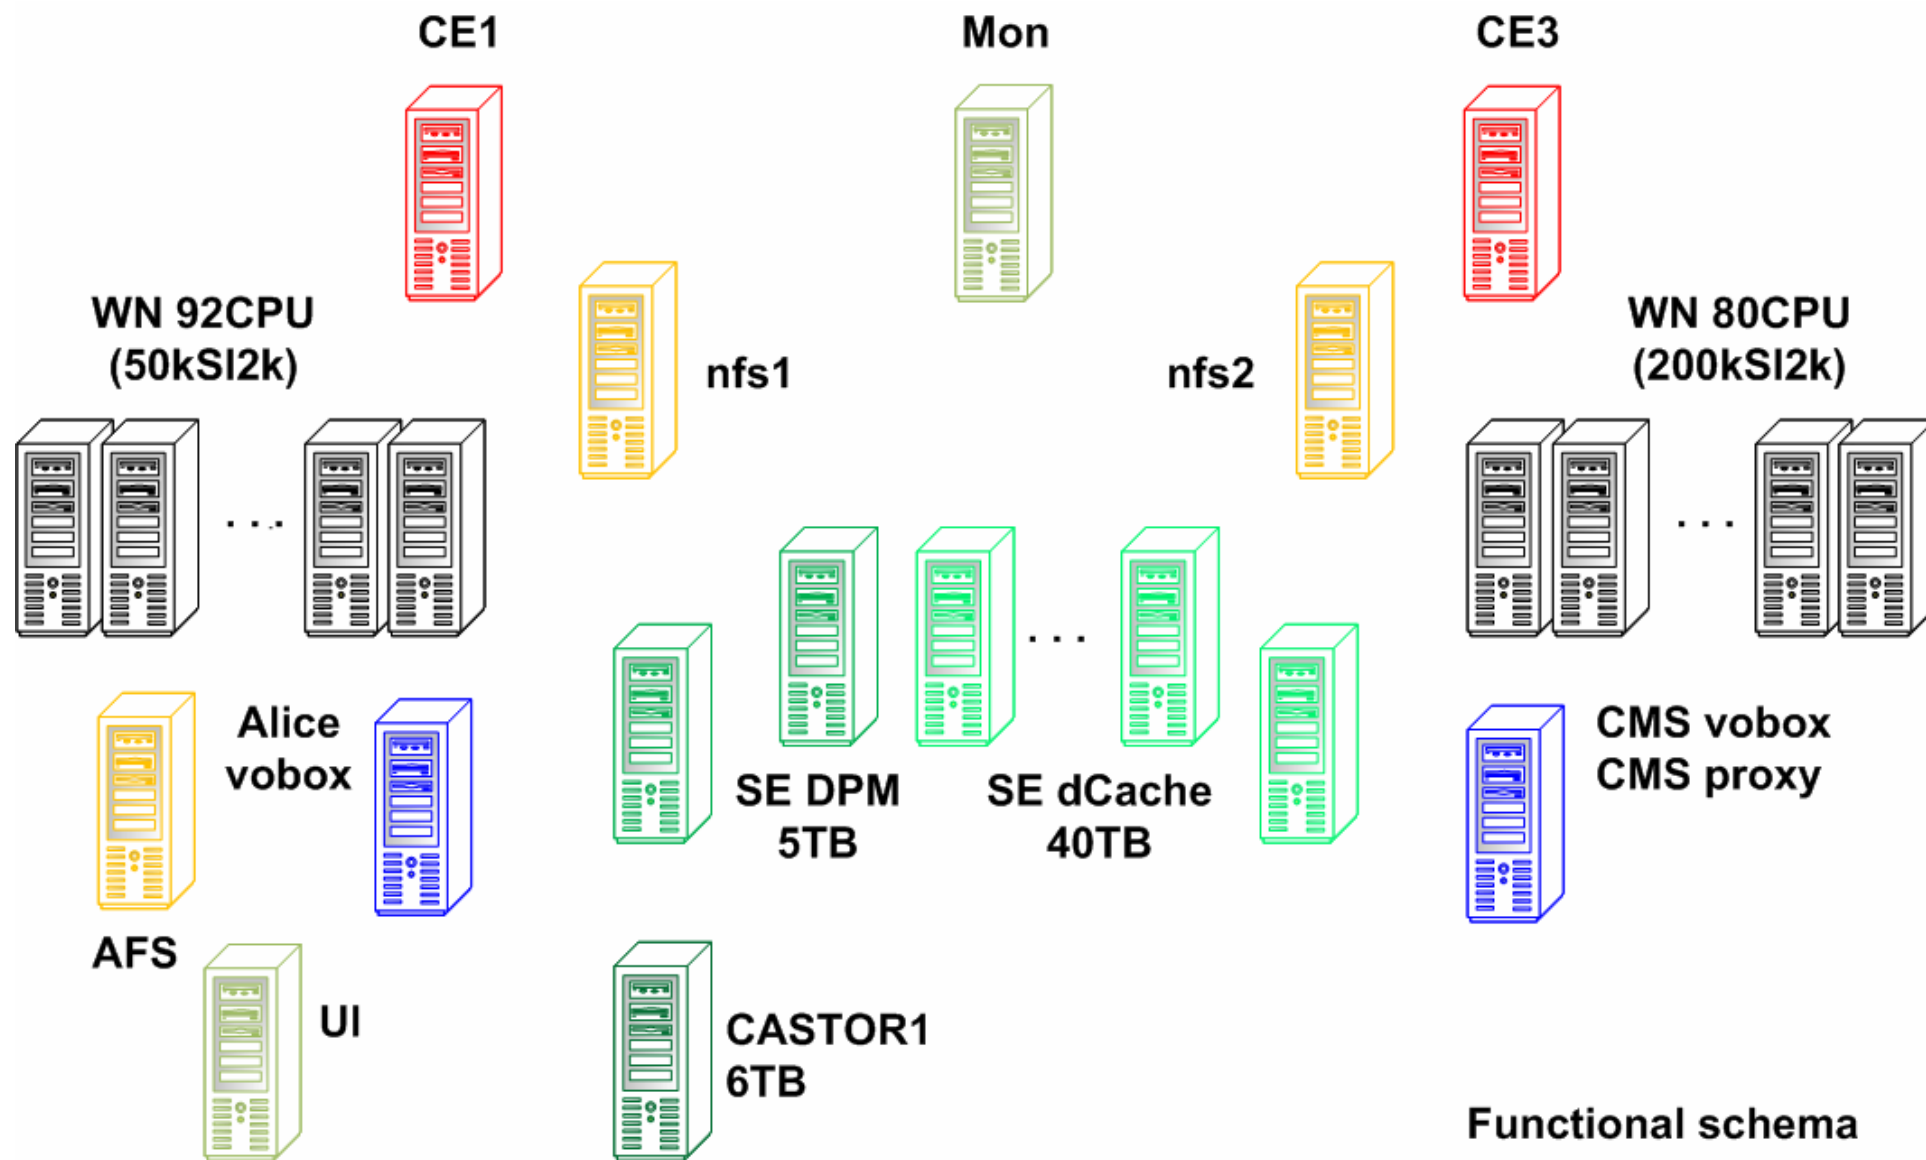 CE1
Mon
CE3
WN 92CPU
(50kSI2k)
nfs1
nfs2
WN 80CPU
(200kSI2k)
. . .
. . .
. . .
Alice
vobox
SE DPM
5TB
SE dCache
40TB
CMS vobox
CMS proxy
AFS
UI
CASTOR1
6TB
Functional schema